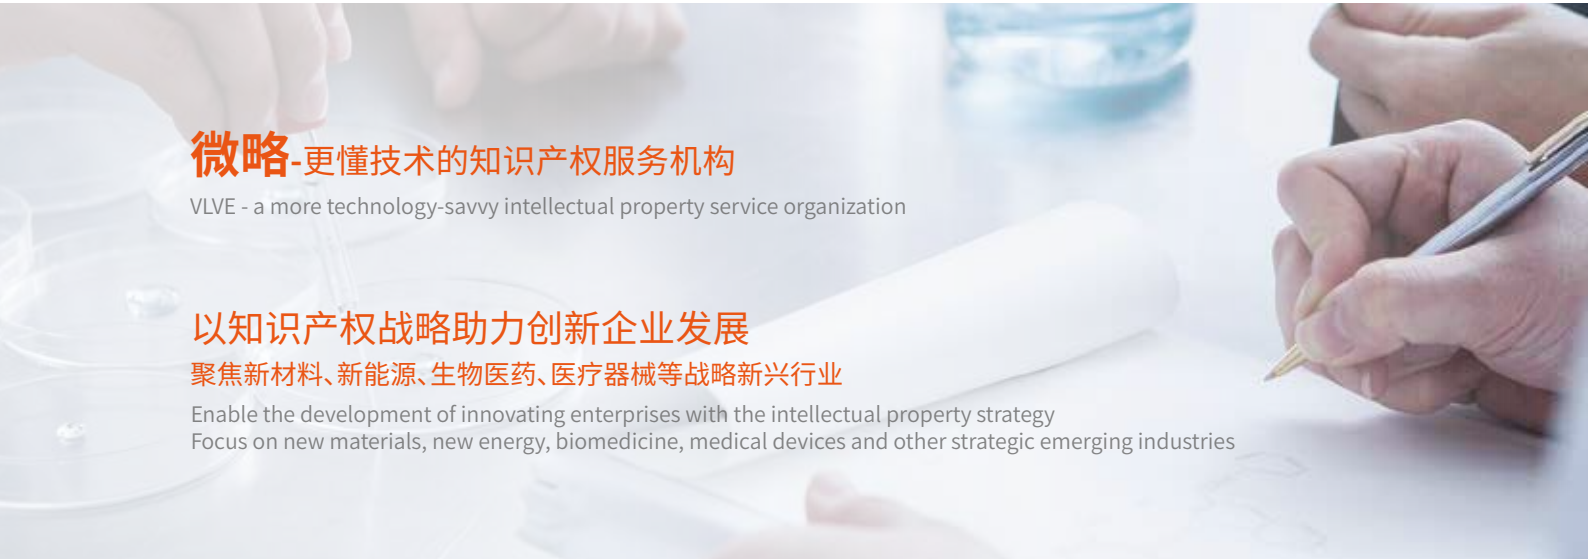 微略-更懂技术的知识产权服务机构
VLVE - a more technology-savvy intellectual property service organization
以知识产权战略助力创新企业发展
聚焦新材料、新能源、生物医药、医疗器械等战略新兴行业
Enable the development of innovating enterprises with the intellectual property strategy
Focus on new materials, new energy, biomedicine, medical devices and other strategic emerging industries